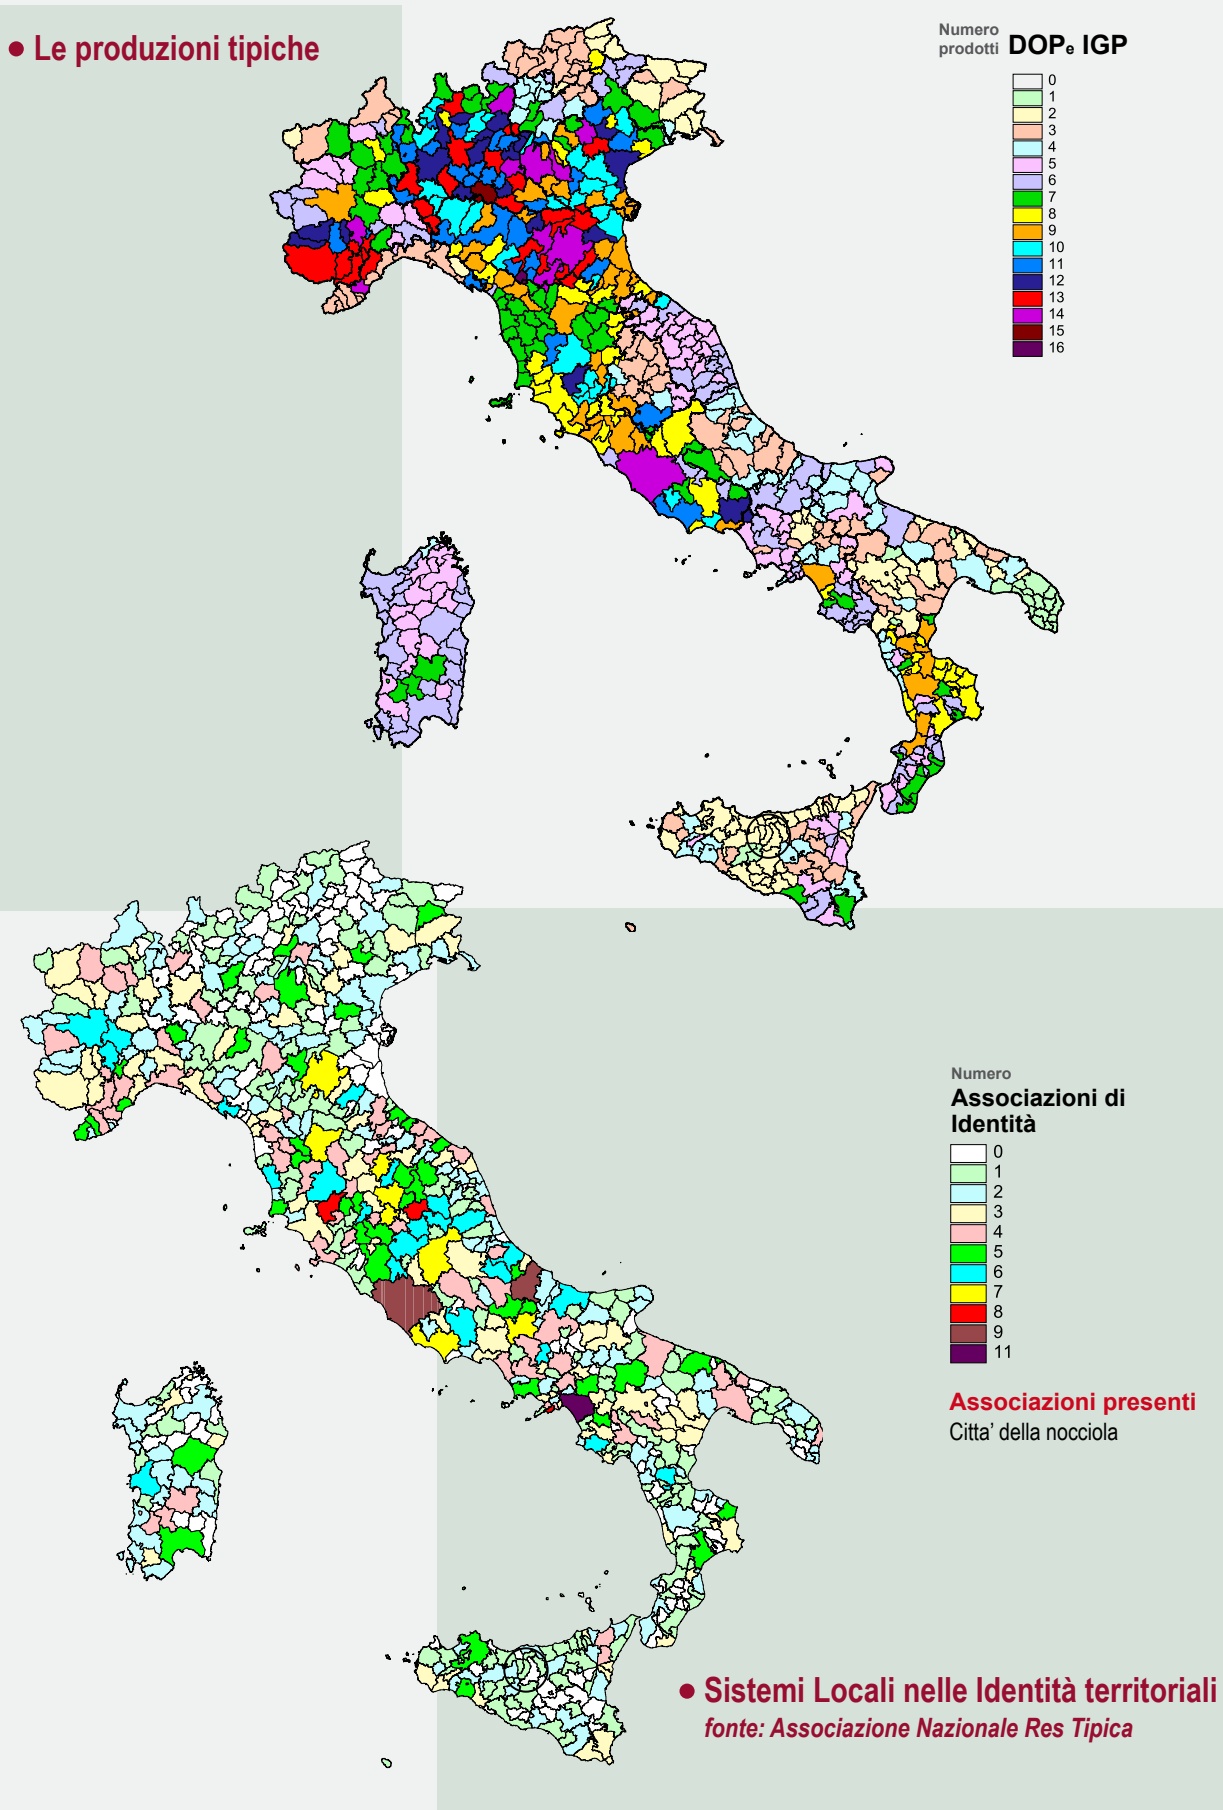 • Le produzioni tipiche
Numero
prodotti DOPe IGP
0
1
2
3
4
5
6
7
8
9
10
11
12
13
14
15
16
Numero
Associazioni di
Identità
0
1
2
3
4
5
6
7
8
9
11
Associazioni presenti
Citta' della nocciola
• Sistemi Locali nelle Identità territoriali
fonte: Associazione Nazionale Res Tipica